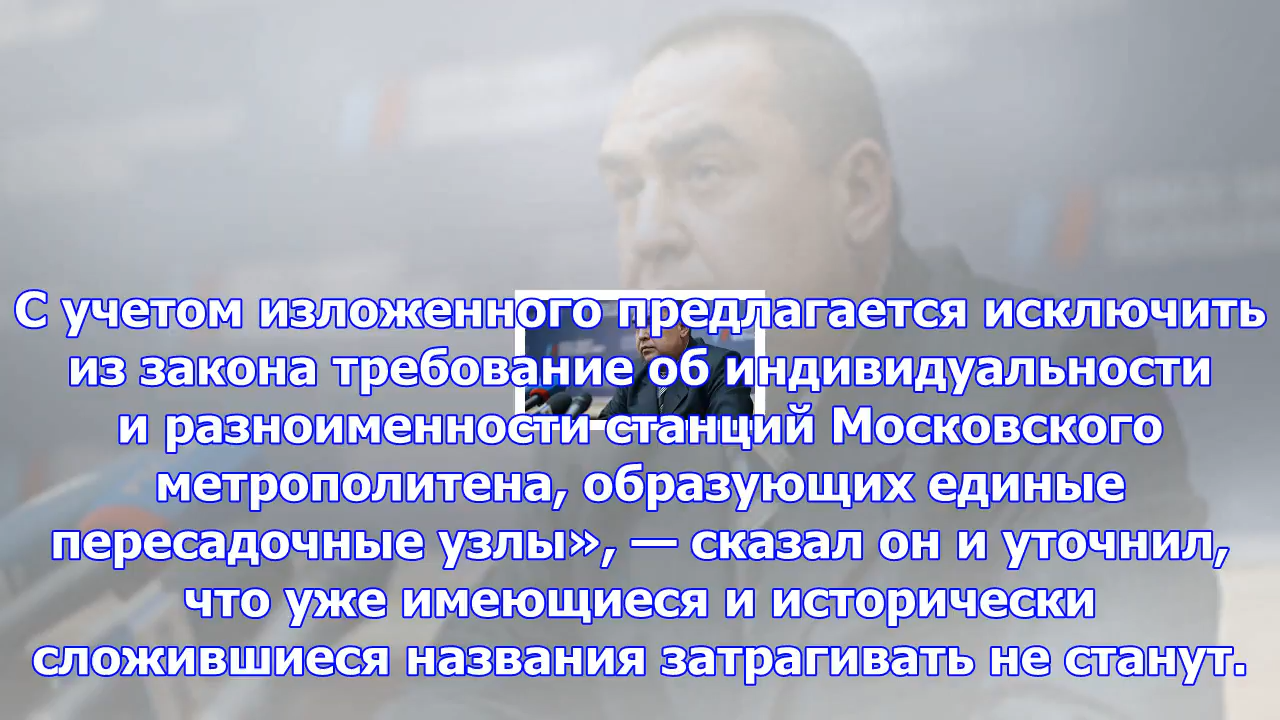 С учетом изложенного предлагается исключить
из закона требование об индивидуальности
и разноименности станций Московского
метрополитена, образующих единые
пересадочные узлы», — сказал он и уточнил,
что уже имеющиеся и исторически
сложившиеся названия затрагивать не станут.